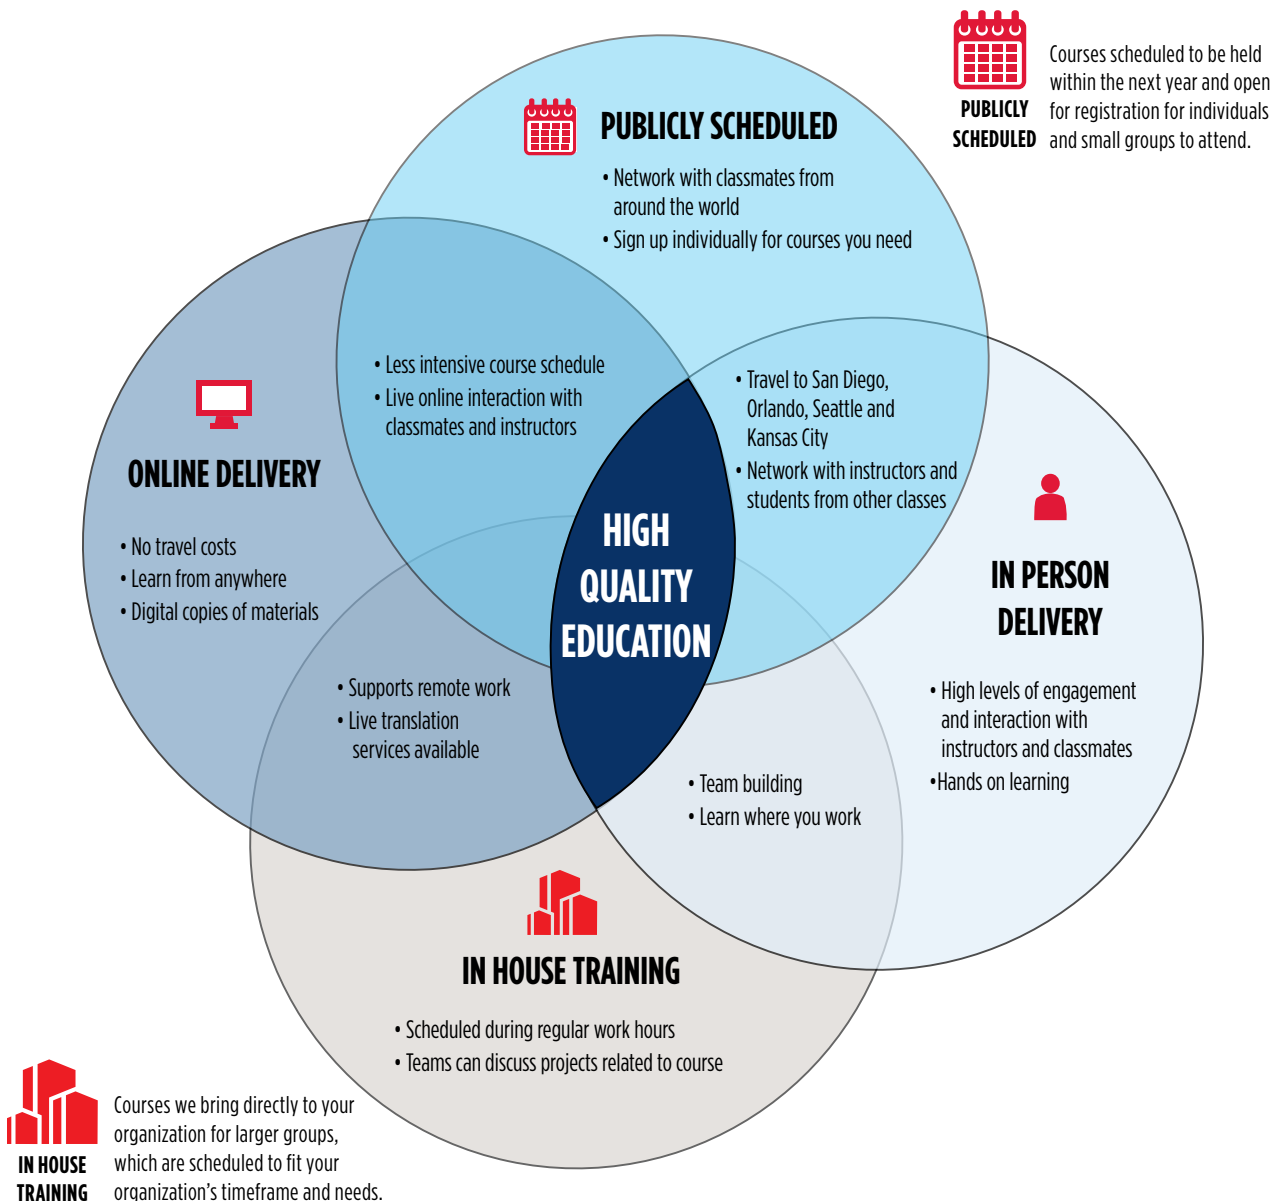 PUBLICLY
SCHEDULED
Courses scheduled to be held
within the next year and open
for registration for individuals
and small groups to attend.
PUBLICLY SCHEDULED
• Network with classmates from
around the world
• Sign up individually for courses you need
• Less intensive course schedule
• Live online interaction with
classmates and instructors
• Travel to San Diego,
Orlando, Seattle and
Kansas City
• Network with instructors and
students from other classes
ONLINE DELIVERY
• No travel costs
• Learn from anywhere
• Digital copies of materials
HIGH
QUALITY
EDUCATION
IN PERSON
DELIVERY
• High levels of engagement
and interaction with
instructors and classmates
•Hands on learning
• Supports remote work
• Live translation
services available
• Team building
• Learn where you work
IN HOUSE TRAINING
• Scheduled during regular work hours
• Teams can discuss projects related to course
IN HOUSE
TRAINING
Courses we bring directly to your
organization for larger groups,
which are scheduled to fit your
organization's timeframe and needs.